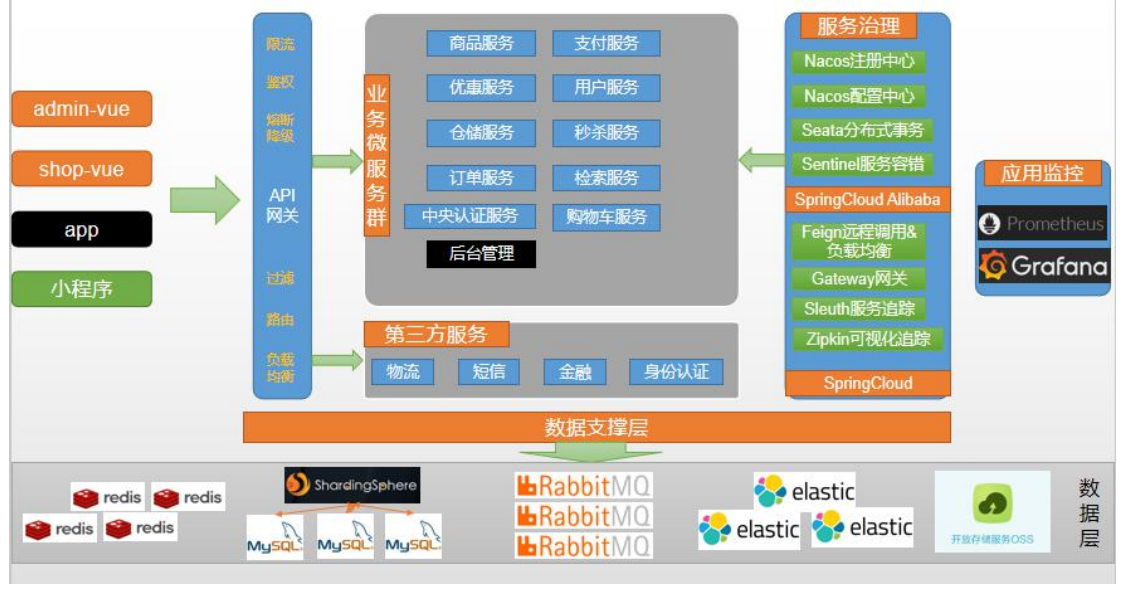 admin-vue
shop-vue
app
小程序
限流
鉴权
熔断
降级
API
网关
过滤
路由
负载
均衡
业务微服务群
商品服务
支付服务
优惠服务
用户服务
仓储服务
秒杀服务
订单服务
检索服务
中央认证服务
购物车服务
后台管理
第三方服务
物流
短信
金融
身份认证
服务治理
Nacos注册中心
Nacos配置中心
Seata分布式事务
Sentinel服务容错
SpringCloud Alibaba
Feign远程调用&
负载均衡
Gateway网关
Sleuth服务追踪
Zipkin可视化追踪
SpringCloud
应用监控
Prometheus
Grafana
数据支撑层
redis
redis
redis
redis
ShardingSphere
MySQL
MySQL
MySQL
RabbitMQ
RabbitMQ
RabbitMQ
elastic
elastic
elastic
开放存储服务OSS
数据层